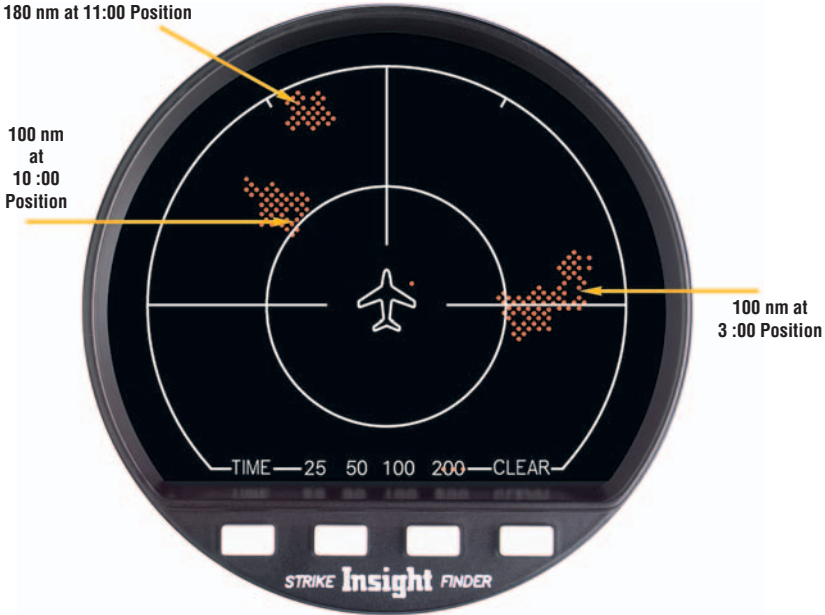 180 nm at 11:00 Position
100 nm
at
10 :00
Position
100 nm at
3 :00 Position
TIME 25 50 100 200 CLEAR
STRIKE Insight FINDER